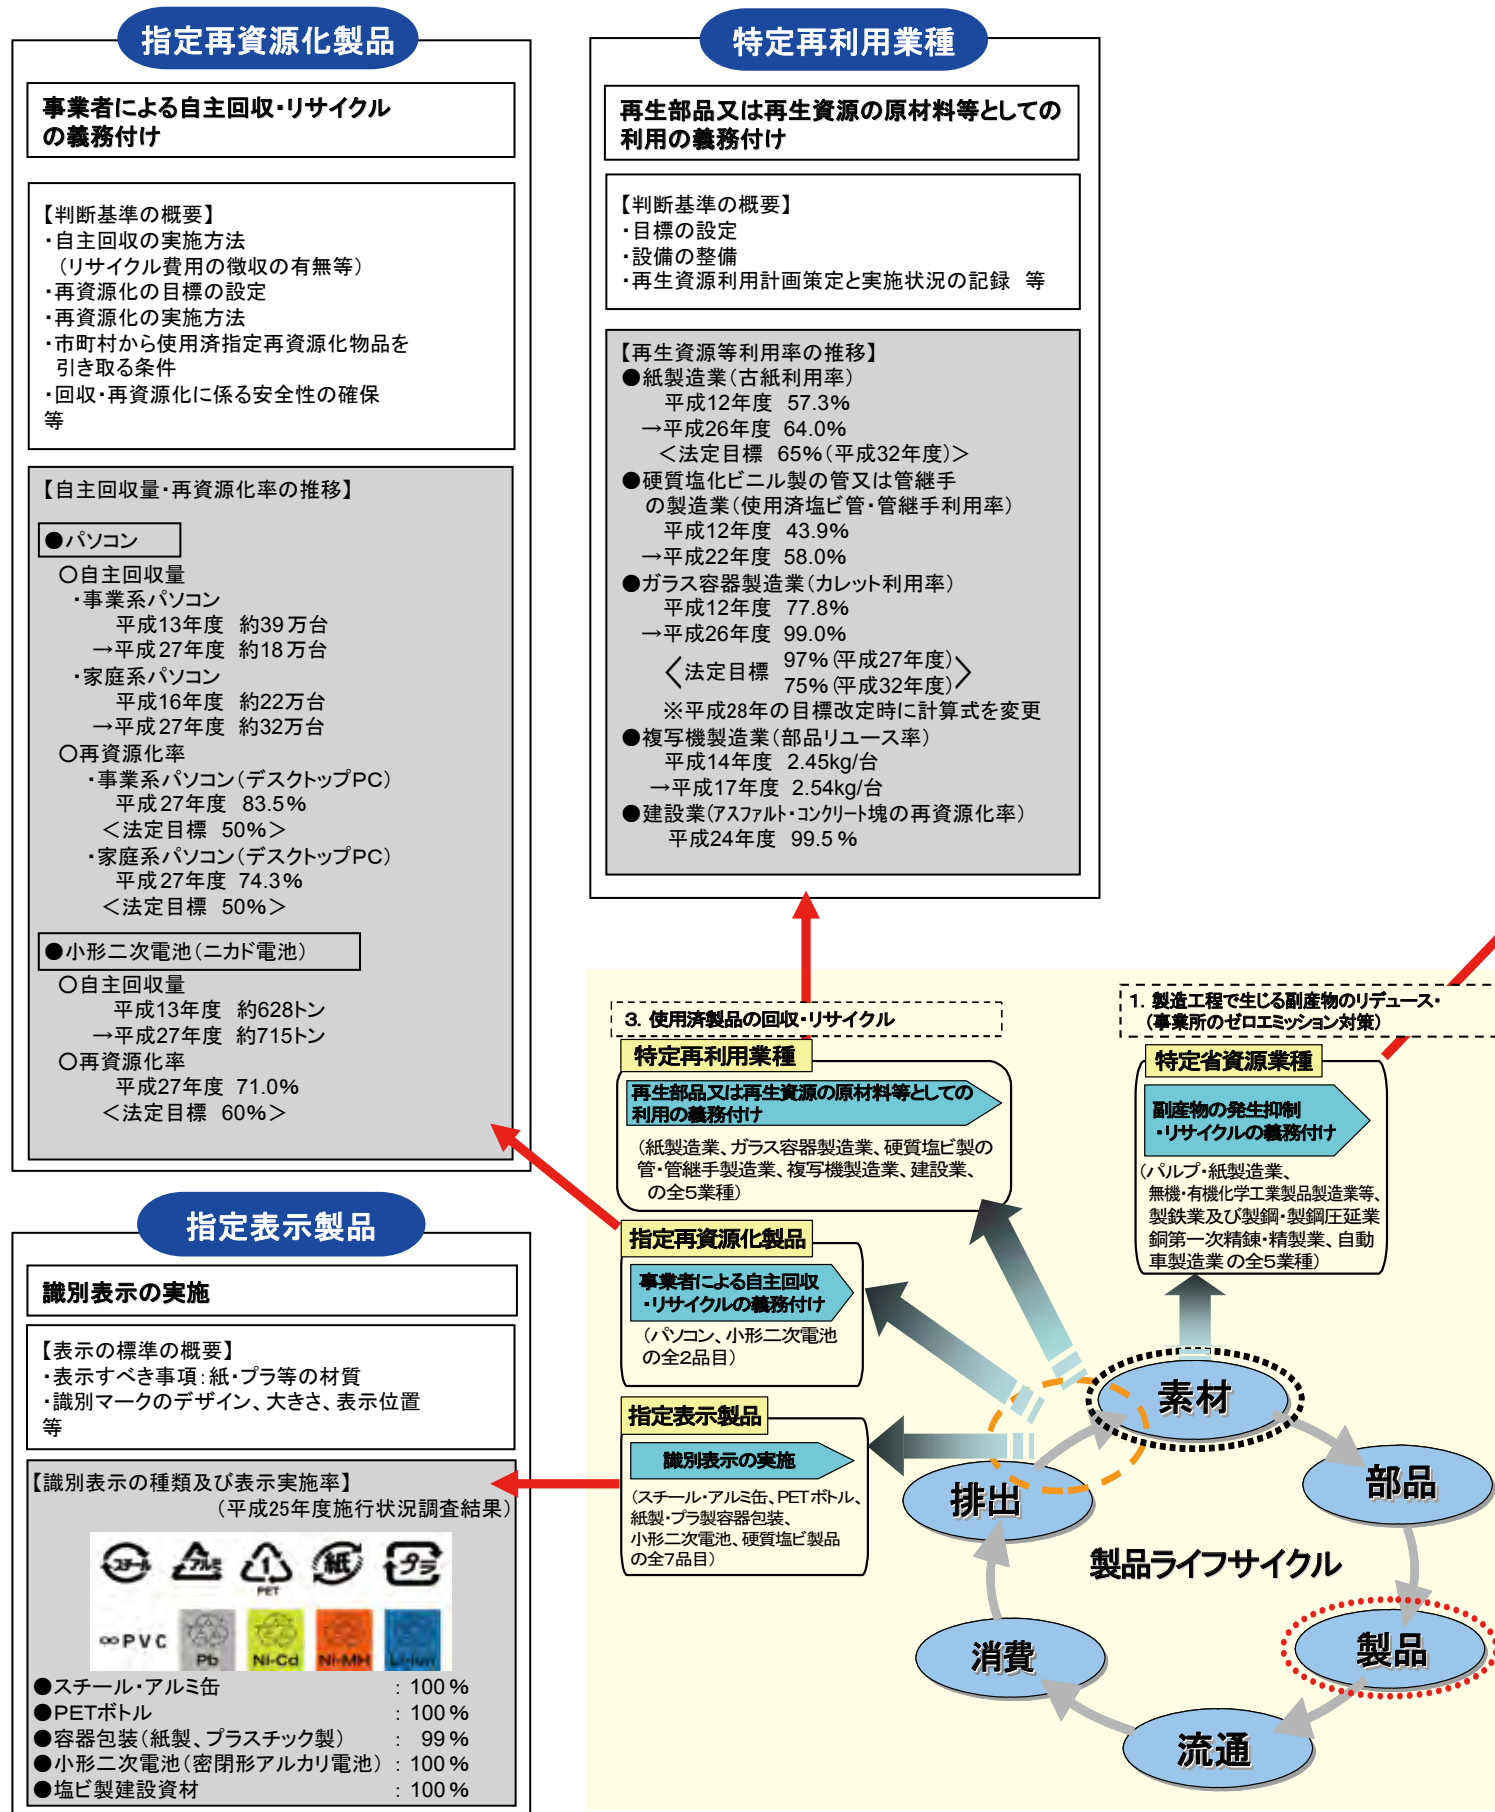 指定再資源化製品
事業者による自主回収・リサイクル
の義務付け
【判断基準の概要】
・自主回収の実施方法
（リサイクル費用の徴収の有無等）
・再資源化の目標の設定
・再資源化の実施方法
・市町村から使用済指定再資源化物品を
引き取る条件
・回収・再資源化に係る安全性の確保
等
【自主回収量・再資源化率の推移】
●パソコン
○自主回収量
・事業系パソコン
平成13年度 約39万台
→平成27年度 約18万台
・家庭系パソコン
平成16年度 約22万台
→平成27年度 約32万台
○再資源化率
・事業系パソコン（デスクトップPC）
平成27年度 83.5%
＜法定目標 50%＞
・家庭系パソコン（デスクトップPC）
平成27年度 74.3%
＜法定目標 50%＞
●小形二次電池（ニカド電池）
○自主回収量
平成13年度 約628トン
→平成27年度 約715トン
○再資源化率
平成27年度 71.0%
＜法定目標 60%＞
指定表示製品
識別表示の実施
【表示の標準の概要】
・表示すべき事項：紙・プラ等の材質
・識別マークのデザイン、大きさ、表示位置
等
【識別表示の種類及び表示実施率】
（平成25年度施行状況調査結果）
スチール アルミ 1 紙 プラ
PET
∞PVC Pb Ni-Cd Ni-MH Li-ion
●スチール・アルミ缶 ： 100%
●PETボトル ： 100%
●容器包装（紙製、プラスチック製） ： 99%
●小形二次電池（密閉形アルカリ電池） ： 100%
●塩ビ製建設資材 ： 100%
特定再利用業種
再生部品又は再生資源の原材料等としての
利用の義務付け
【判断基準の概要】
・目標の設定
・設備の整備
・再生資源利用計画策定と実施状況の記録 等
【再生資源等利用率の推移】
●紙製造業（古紙利用率）
平成12年度 57.3%
→平成26年度 64.0%
＜法定目標 65%（平成32年度）＞
●硬質塩化ビニル製の管又は管継手
の製造業（使用済塩ビ管・管継手利用率）
平成12年度 43.9%
→平成22年度 58.0%
●ガラス容器製造業（カレット利用率）
平成12年度 77.8%
→平成26年度 99.0%
〈法定目標 97%（平成27年度）
75%（平成32年度）〉
※平成28年の目標改定時に計算式を変更
●複写機製造業（部品リユース率）
平成14年度 2.45kg/台
→平成17年度 2.54kg/台
●建設業（アスファルト・コンクリート塊の再資源化率）
平成24年度 99.5%
3．使用済製品の回収・リサイクル
特定再利用業種
再生部品又は再生資源の原材料等としての
利用の義務付け
（紙製造業、ガラス容器製造業、硬質塩ビ製の
管・管継手製造業、複写機製造業、建設業、
の全5業種）
指定再資源化製品
事業者による自主回収
・リサイクルの義務付け
（パソコン、小形二次電池
の全2品目）
指定表示製品
識別表示の実施
（スチール・アルミ缶、PETボトル、
紙製・プラ製容器包装、
小形二次電池、硬質塩ビ製品
の全7品目）
1．製造工程で生じる副産物のリデュース・
（事業所のゼロエミッション対策）
特定省資源業種
副産物の発生抑制
・リサイクルの義務付け
（パルプ・紙製造業、
無機・有機化学工業製品製造業等、
製鉄業及び製鋼・製鋼圧延業
銅第一次精錬・精製業、自動
車製造業の全5業種）
素材
部品
排出
製品ライフサイクル
製品
消費
流通